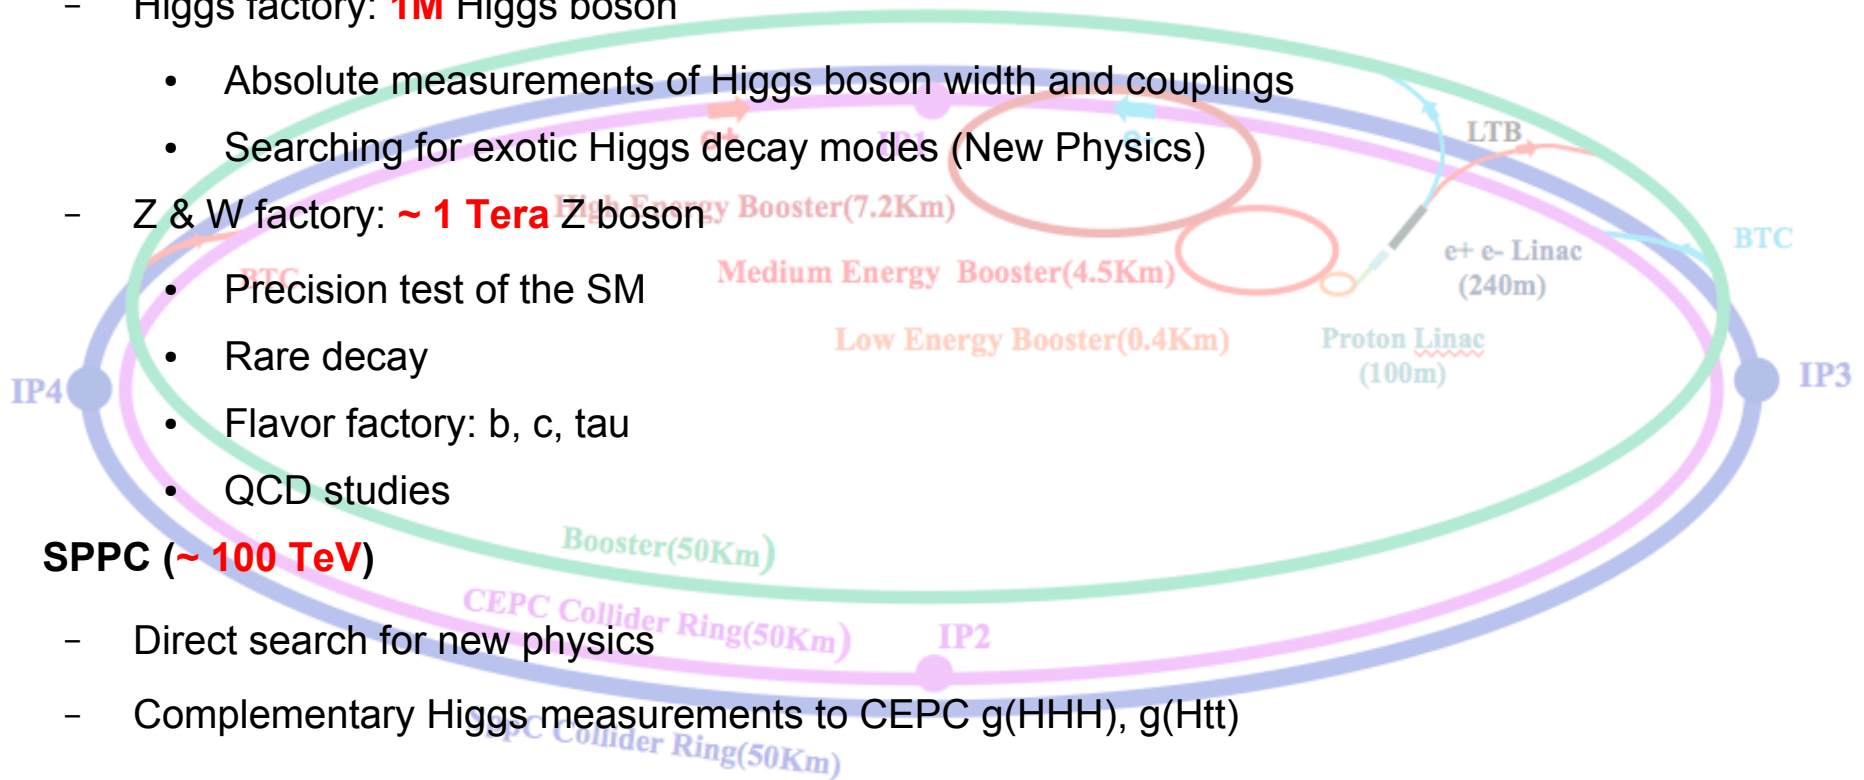 – Higgs factory: 1M Higgs boson
• Absolute measurements of Higgs boson width and couplings
e+ IP1 e-
LTB
• Searching for exotic Higgs decay modes (New Physics)
– Z & W factory: ~ 1 Tera Z boson
High Energy Booster(7.2Km)
BTC
e+ e- Linac
(240m)
BTC
Medium Energy Booster(4.5Km)
• Precision test of the SM
Low Energy Booster(0.4Km)
Proton Linac
(100m)
• Rare decay
IP4
IP3
• Flavor factory: b, c, tau
• QCD studies
Booster(50Km)
SPPC (~ 100 TeV)
CEPC Collider Ring(50Km)
IP2
– Direct search for new physics
– Complementary Higgs measurements to CEPC g(HHH), g(Htt)
Collider Ring(50Km)